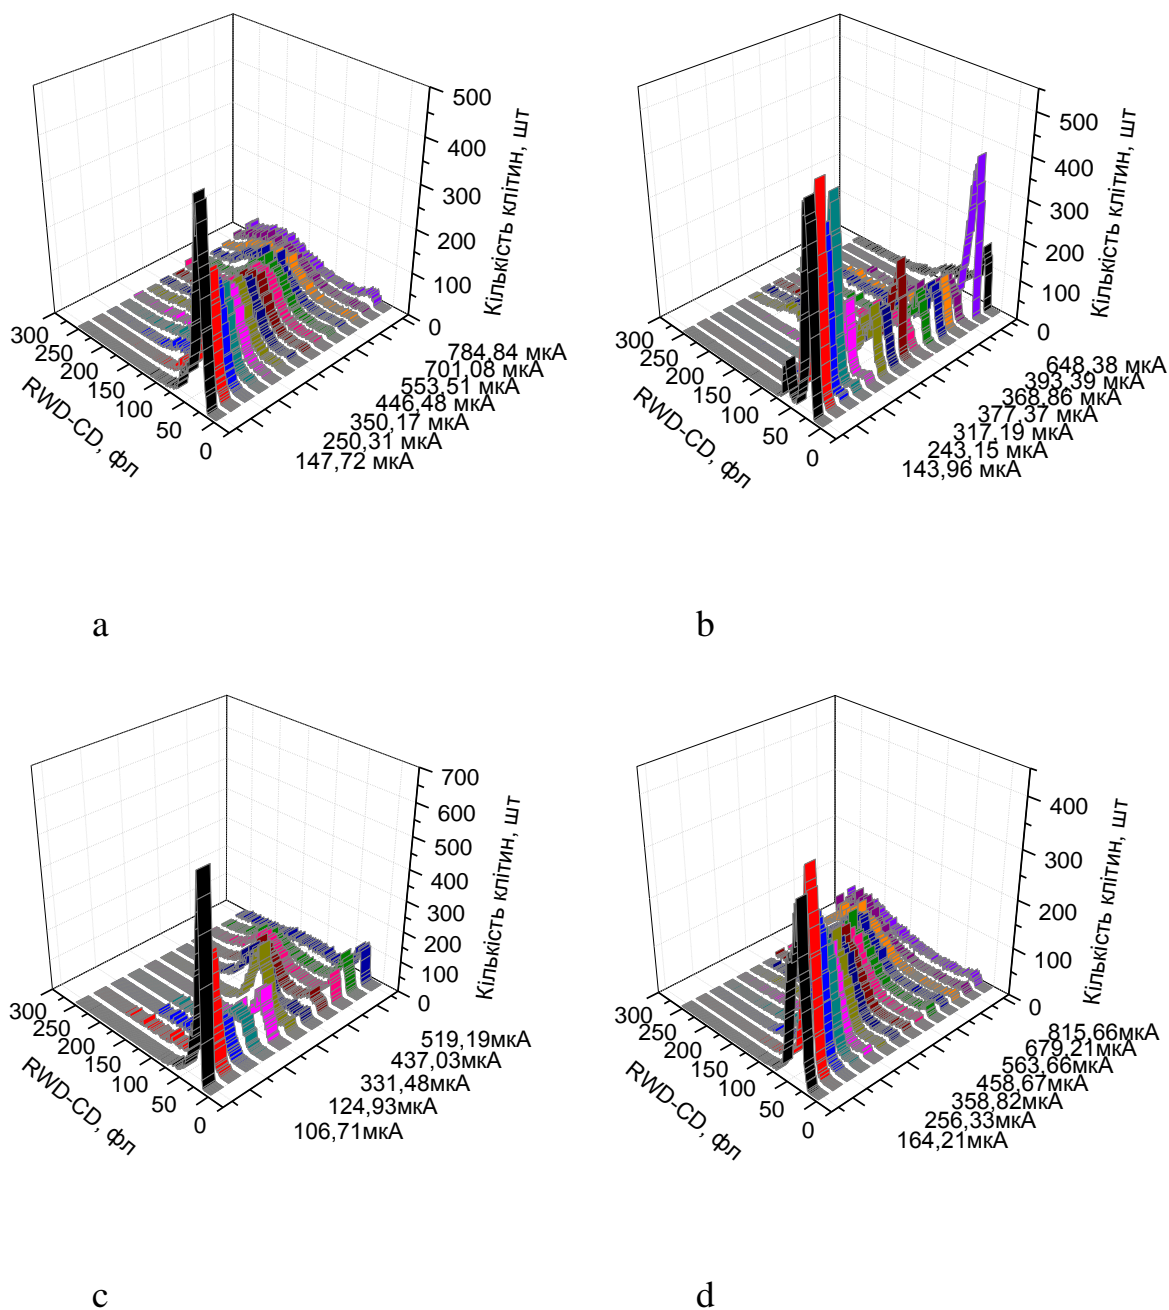 500
400
300
200
100
0
Кількість клітин, шт
300
250
200
150
100
50
0
RWD-CD, фл
784,84 мкА
701,08 мкА
553,51 мкА
446,48 мкА
350,17 мкА
250,31 мкА
147,72 мкА
a
500
400
300
200
100
0
Кількість клітин, шт
300
250
200
150
100
50
0
RWD-CD, фл
648,38 мкА
393,39 мкА
368,86 мкА
377,37 мкА
317,19 мкА
243,15 мкА
143,96 мкА
b
700
600
500
400
300
200
100
0
Кількість клітин, шт
300
250
200
150
100
50
0
RWD-CD, фл
519,19мкА
437,03мкА
331,48мкА
124,93мкА
106,71мкА
c
400
300
200
100
0
Кількість клітин, шт
300
250
200
150
100
50
0
RWD-CD, фл
815,66мкА
679,21мкА
563,66мкА
458,67мкА
358,82мкА
256,33мкА
164,21мкА
d